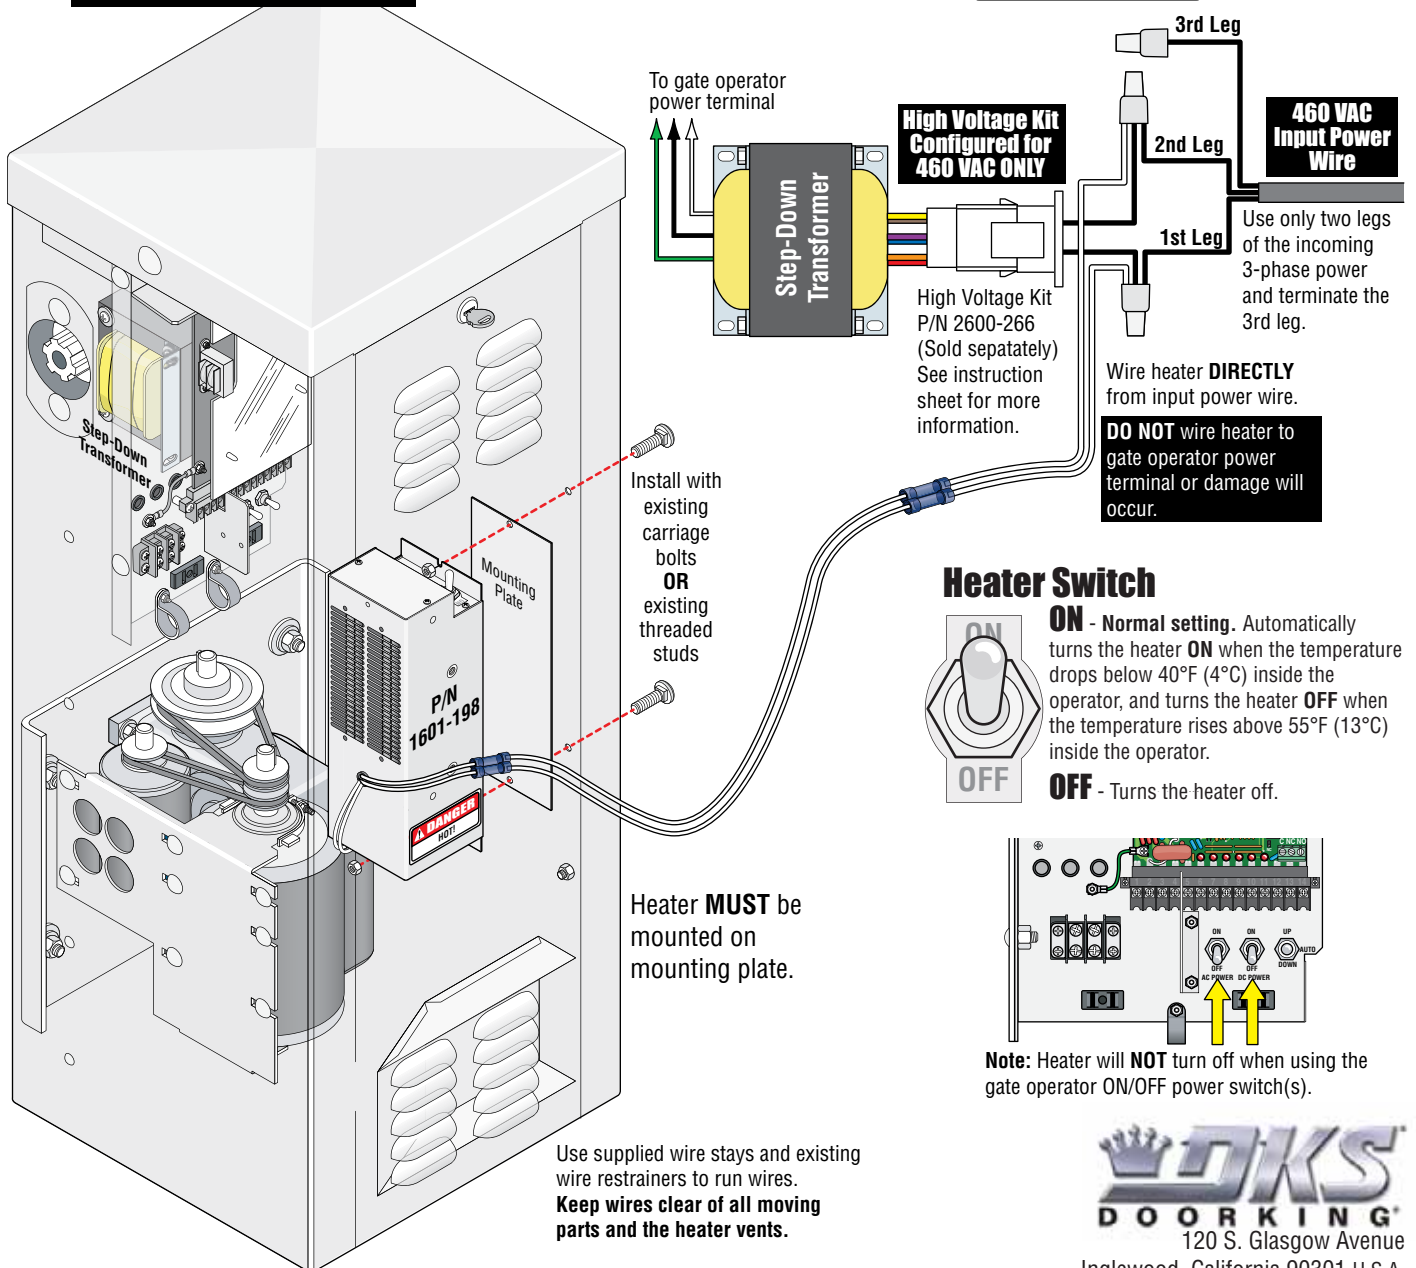 3rd Leg
To gate operator
power terminal
High Voltage Kit
Configured for
460 VAC ONLY
460 VAC
Input Power
Wire
2nd Leg
1st Leg
Step-Down
Transformer
Use only two legs
of the incoming
3-phase power
and terminate the
3rd leg.
High Voltage Kit
P/N 2600-266
(Sold sepatately)
See instruction
sheet for more
information.
Wire heater DIRECTLY
from input power wire.
DO NOT wire heater to
gate operator power
terminal or damage will
occur.
Step-Down
Transformer
Install with
existing
carriage
bolts
OR
existing
threaded
studs
Mounting
Plate
P/N
1601-198
DANGER
HOT!
Heater Switch
ON
OFF
ON - Normal setting. Automatically
turns the heater ON when the temperature
drops below 40°F (4°C) inside the
operator, and turns the heater OFF when
the temperature rises above 55°F (13°C)
inside the operator.
OFF - Turns the heater off.
Heater MUST be
mounted on
mounting plate.
C NC NO
ON
ON
UP
AUTO
OFF
OFF
DOWN
AC POWER
DC POWER
Note: Heater will NOT turn off when using the
gate operator ON/OFF power switch(s).
Use supplied wire stays and existing
wire restrainers to run wires.
Keep wires clear of all moving
parts and the heater vents.
DKS
DOORKING
120 S. Glasgow Avenue
Inglewood, California 90301 U.S.A.